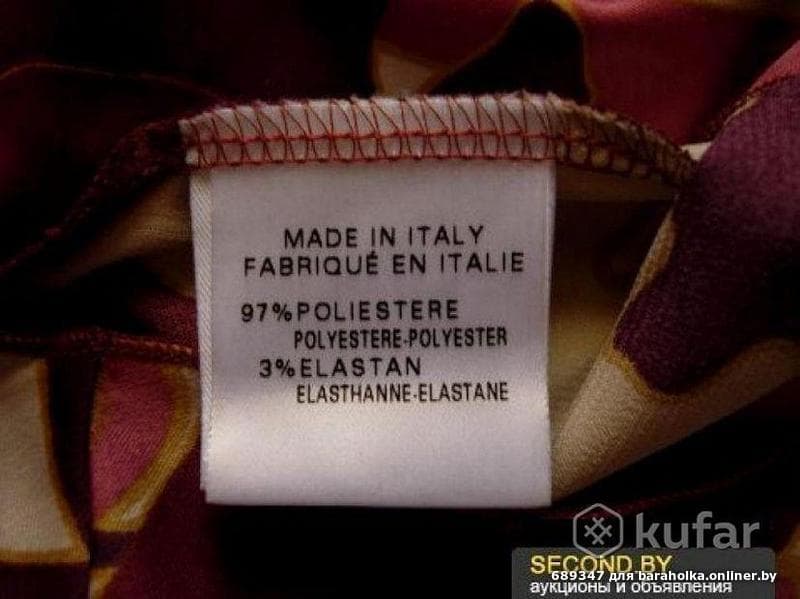 MADE IN ITALY
FABRIQUÉ EN ITALIE
97%POLIESTERE
POLYESTERE-POLYESTER
3%ELASTAN
ELASTHANNE-ELASTANE
kufar
SECOND BY
689347 для baraholka.onliner.by
аукционы и объявления